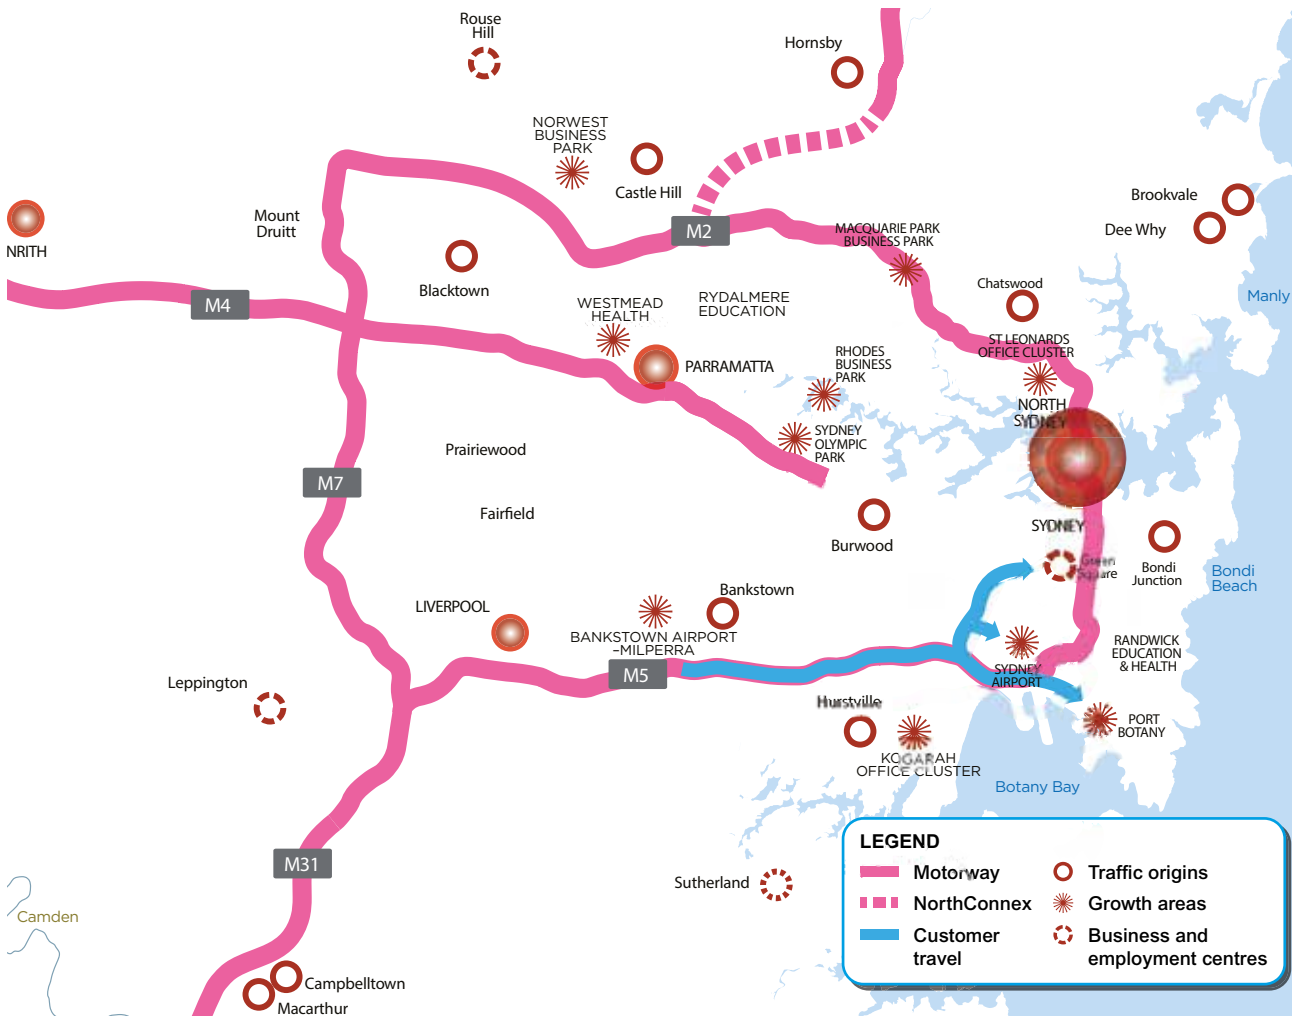 Rouse
Hill
Hornsby
NORWEST
BUSINESS
PARK
Castle Hill
Brookvale
Mount
Druitt
Dee Why
M2
MACQUARIE PARK
BUSINESS PARK
NRITH
Blacktown
Chatswood
Manly
M4
WESTMEAD
HEALTH
RYDALMERE
EDUCATION
ST LEONARDS
OFFICE CLUSTER
RHODES
BUSINESS
PARK
PARRAMATTA
NORTH
SYDNEY
SYDNEY
OLYMPIC
PARK
Prairiewood
M7
Fairfield
SYDNEY
Burwood
Green
Square
Bondi
Junction
Bondi
Beach
Bankstown
LIVERPOOL
BANKSTOWN AIRPORT
–MILPERRA
RANDWICK
EDUCATION
& HEALTH
M5
SYDNEY
AIRPORT
Leppington
Hurstville
PORT
BOTANY
KOGARAH
OFFICE CLUSTER
Botany Bay
M31
Sutherland
Camden
Campbelltown
Macarthur
LEGEND
Motorway
NorthConnex
Customer
travel
Traffic origins
Growth areas
Business and
employment centres